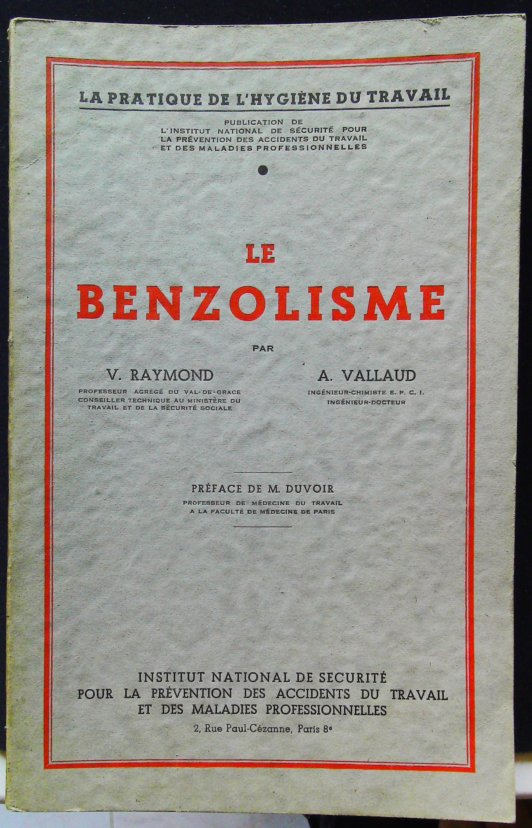 LA PRATIQUE DE L'HYGIÈNE DU TRAVAIL
PUBLICATION DE
L'INSTITUT NATIONAL DE SÉCURITÉ POUR
LA PRÉVENTION DES ACCIDENTS DU TRAVAIL
ET DES MALADIES PROFESSIONNELLES
LE
BENZOLISME
PAR
V. RAYMOND
PROFESSEUR AGRÉGÉ DU VAL-DE-GRACE
CONSEILLER TECHNIQUE AU MINISTÈRE DU
TRAVAIL ET DE LA SÉCURITÉ SOCIALE
A. VALLAUD
INGÉNIEUR-CHIMISTE E. P. C. I.
INGÉNIEUR-DOCTEUR
PRÉFACE DE M. DUVOIR
PROFESSEUR DE MÉDECINE DU TRAVAIL
A LA FACULTÉ DE MÉDECINE DE PARIS
INSTITUT NATIONAL DE SECURITÉ
POUR LA PRÉVENTION DES ACCIDENTS DU TRAVAIL
ET DES MALADIES PROFESSIONNELLES
2, Rue Paul-Cézanne, Paris 8ᵉ